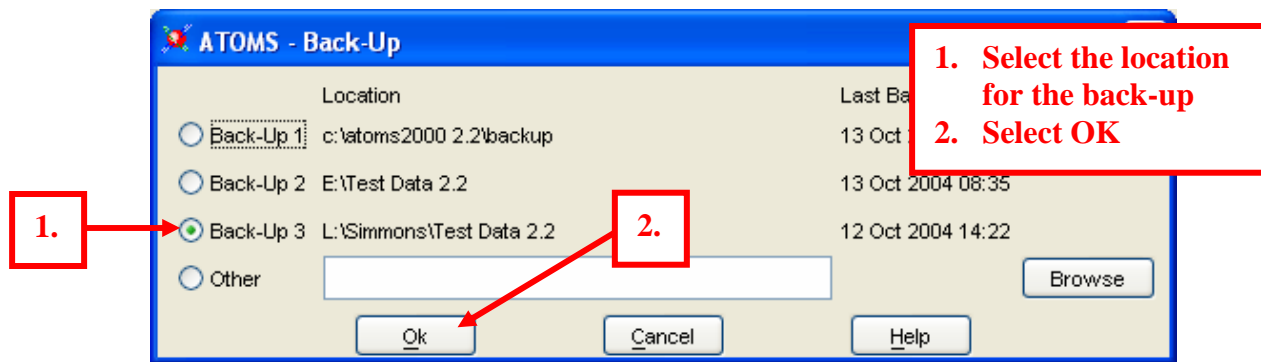 ATOMS - Back-Up
1. Select the location
for the back-up
2. Select OK
Location Last Ba
Back-Up 1 c:\atoms2000 2.2\backup 13 Oct
Back-Up 2 E:\Test Data 2.2 13 Oct 2004 08:35
1.
Back-Up 3 L:\Simmons\Test Data 2.2 12 Oct 2004 14:22
2.
Other Browse
Ok Cancel Help